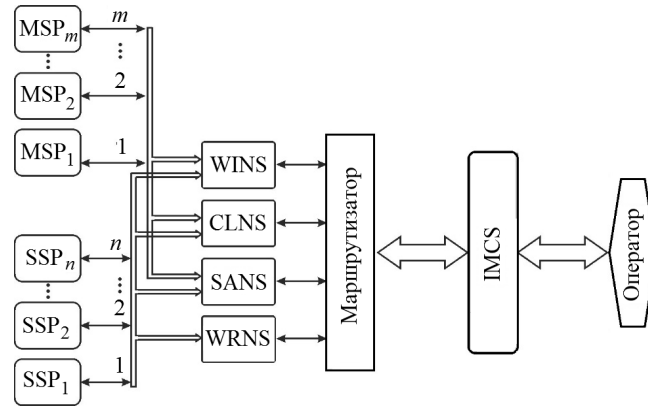 MSPm
m
MSP2
2
MSP1
1
SSPn
n
SSP2
2
SSP1
1
WINS
CLNS
SANS
WRNS
Маршрутизатор
IMCS
Оператор